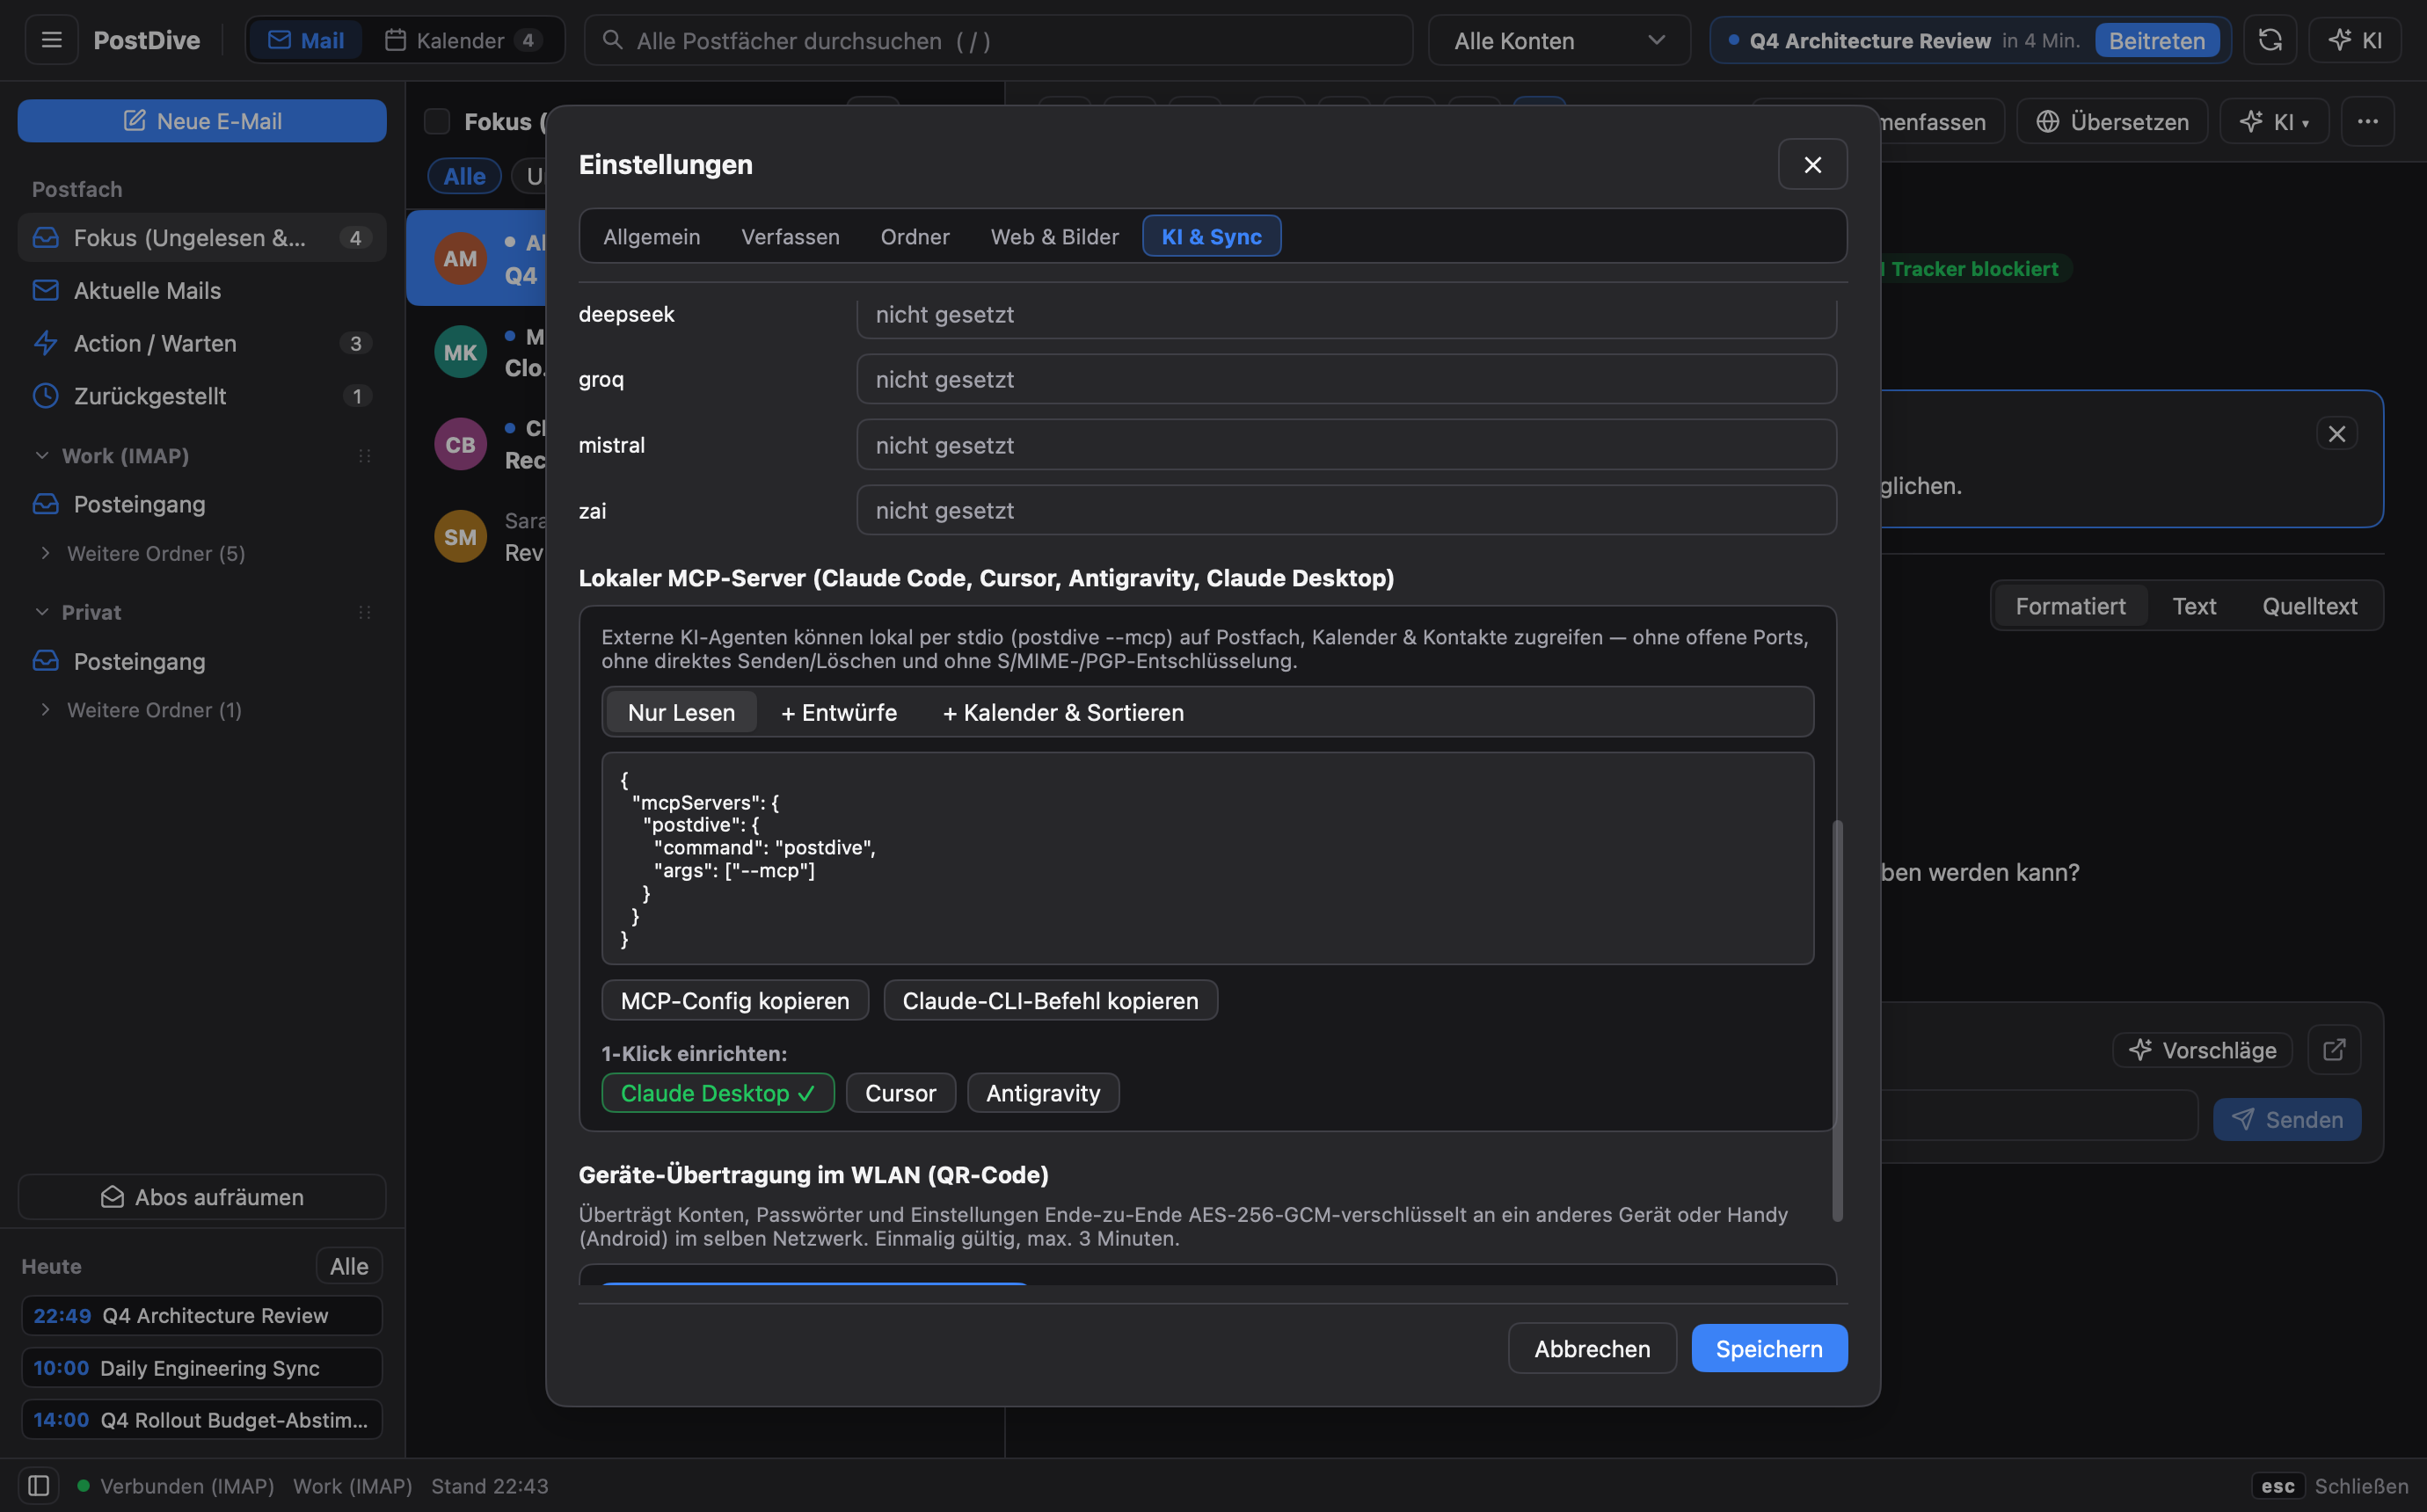 PostDive
Mail
Kalender 4
Alle Postfächer durchsuchen ( / )
Alle Konten
Q4 Architecture Review in 4 Min. Beitreten
KI
Neue E-Mail
Postfach
Fokus (Ungelesen &... 4
Aktuelle Mails
Action / Warten 3
Zurückgestellt 1
Work (IMAP)
Posteingang
Weitere Ordner (5)
Privat
Posteingang
Weitere Ordner (1)
Abos aufräumen
Heute Alle
22:49 Q4 Architecture Review
10:00 Daily Engineering Sync
14:00 Q4 Rollout Budget-Abstim...
Fokus (
Alle
AM
Q4
MK M
Clo.
CB
Rec
SM Sara
Rev
menfassen
Übersetzen
KI
Tracker blockiert
glichen.
Formatiert Text Quelltext
ben werden kann?
Vorschläge
Senden
Einstellungen
Allgemein Verfassen Ordner Web & Bilder KI & Sync
deepseek nicht gesetzt
groq nicht gesetzt
mistral nicht gesetzt
zai nicht gesetzt
Lokaler MCP-Server (Claude Code, Cursor, Antigravity, Claude Desktop)
Externe KI-Agenten können lokal per stdio (postdive --mcp) auf Postfach, Kalender & Kontakte zugreifen — ohne offene Ports,
ohne direktes Senden/Löschen und ohne S/MIME-/PGP-Entschlüsselung.
Nur Lesen + Entwürfe + Kalender & Sortieren
{
"mcpServers": {
"postdive": {
"command": "postdive",
"args": ["--mcp"]
}
}
}
MCP-Config kopieren Claude-CLI-Befehl kopieren
1-Klick einrichten:
Claude Desktop ✓ Cursor Antigravity
Geräte-Übertragung im WLAN (QR-Code)
Überträgt Konten, Passwörter und Einstellungen Ende-zu-Ende AES-256-GCM-verschlüsselt an ein anderes Gerät oder Handy
(Android) im selben Netzwerk. Einmalig gültig, max. 3 Minuten.
Abbrechen Speichern
Verbunden (IMAP) Work (IMAP) Stand 22:43
esc Schließen